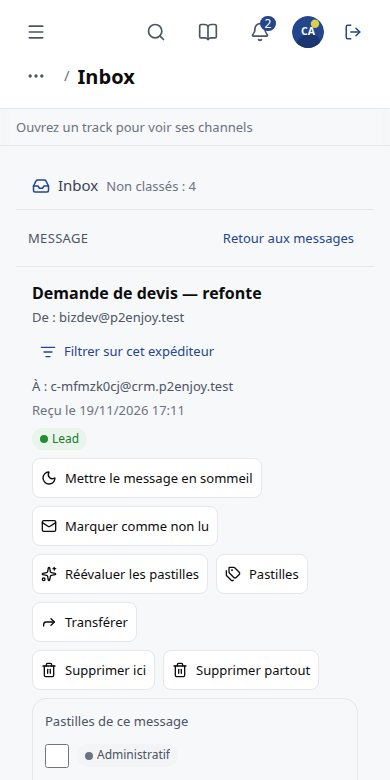 2
CA
... / Inbox
Ouvrez un track pour voir ses channels
Inbox Non classés : 4
MESSAGE Retour aux messages
Demande de devis — refonte
De : bizdev@p2enjoy.test
Filtrer sur cet expéditeur
À : c-mfmzk0cj@crm.p2enjoy.test
Reçu le 19/11/2026 17:11
Lead
Mettre le message en sommeil
Marquer comme non lu
Réévaluer les pastilles Pastilles
Transférer
Supprimer ici Supprimer partout
Pastilles de ce message
Administratif